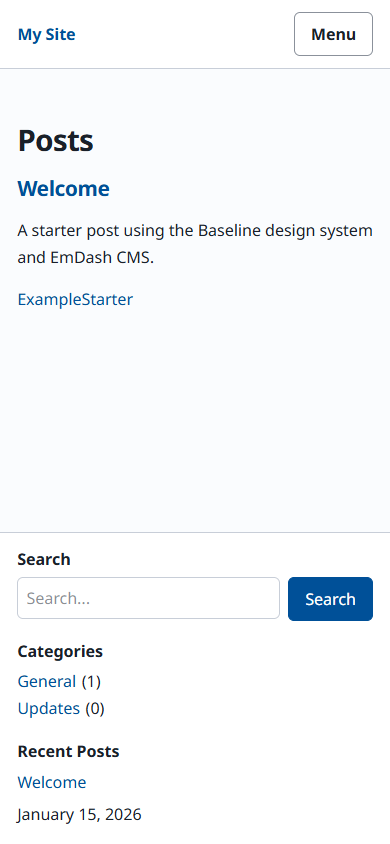 My Site
Menu
Posts
Welcome
A starter post using the Baseline design system
and EmDash CMS.
ExampleStarter
Search
Search...
Search
Categories
General (1)
Updates (0)
Recent Posts
Welcome
January 15, 2026